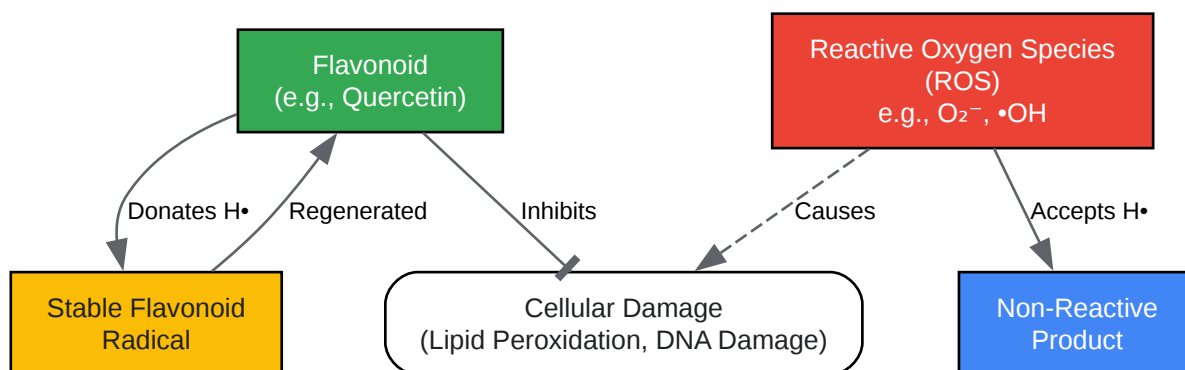 Flavonoid
(e.g., Quercetin)
Reactive Oxygen Species
(ROS)
e.g., O₂⁻, •OH
Donates H•
Regenerated
Inhibits
Causes
Accepts H•
Stable Flavonoid
Radical
Cellular Damage
(Lipid Peroxidation, DNA Damage)
Non-Reactive
Product